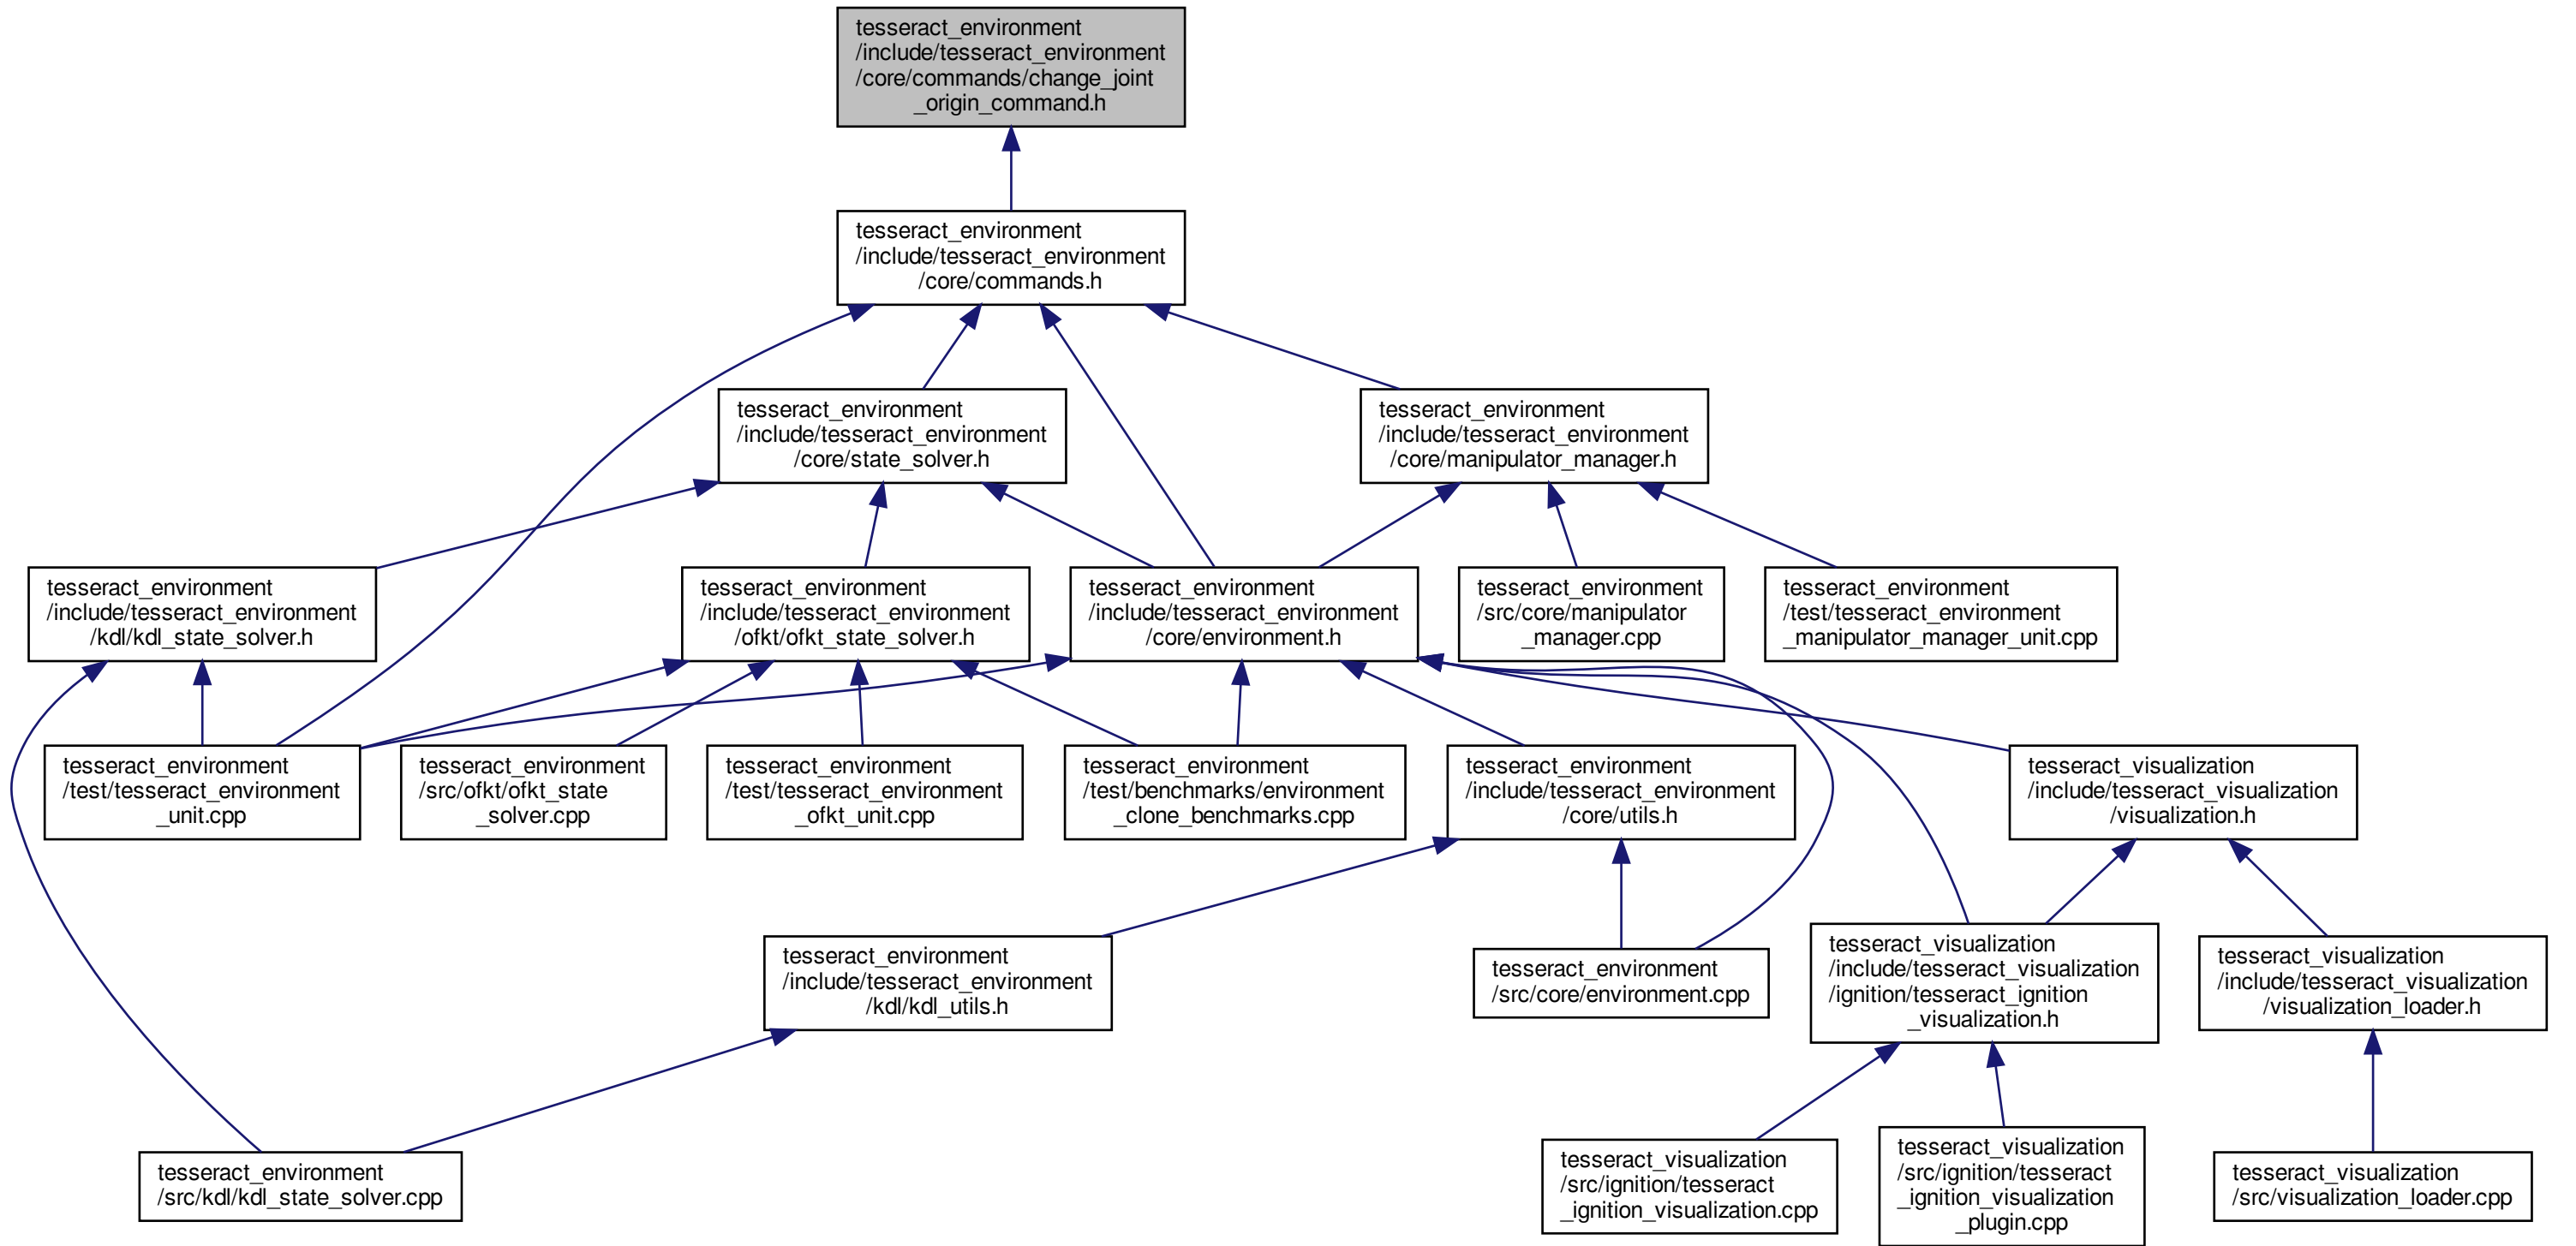 tesseract_environment
/include/tesseract_environment
/core/commands/change_joint
_origin_command.h
tesseract_environment
/include/tesseract_environment
/core/commands.h
tesseract_environment
/include/tesseract_environment
/core/state_solver.h
tesseract_environment
/include/tesseract_environment
/core/manipulator_manager.h
tesseract_environment
/include/tesseract_environment
/kdl/kdl_state_solver.h
tesseract_environment
/include/tesseract_environment
/ofkt/ofkt_state_solver.h
tesseract_environment
/include/tesseract_environment
/core/environment.h
tesseract_environment
/src/core/manipulator
_manager.cpp
tesseract_environment
/test/tesseract_environment
_manipulator_manager_unit.cpp
tesseract_environment
/test/tesseract_environment
_unit.cpp
tesseract_environment
/src/ofkt/ofkt_state
_solver.cpp
tesseract_environment
/test/tesseract_environment
_ofkt_unit.cpp
tesseract_environment
/test/benchmarks/environment
_clone_benchmarks.cpp
tesseract_environment
/include/tesseract_environment
/core/utils.h
tesseract_visualization
/include/tesseract_visualization
/visualization.h
tesseract_environment
/include/tesseract_environment
/kdl/kdl_utils.h
tesseract_environment
/src/core/environment.cpp
tesseract_visualization
/include/tesseract_visualization
/ignition/tesseract_ignition
_visualization.h
tesseract_visualization
/include/tesseract_visualization
/visualization_loader.h
tesseract_environment
/src/kdl/kdl_state_solver.cpp
tesseract_visualization
/src/ignition/tesseract
_ignition_visualization.cpp
tesseract_visualization
/src/ignition/tesseract
_ignition_visualization
_plugin.cpp
tesseract_visualization
/src/visualization_loader.cpp